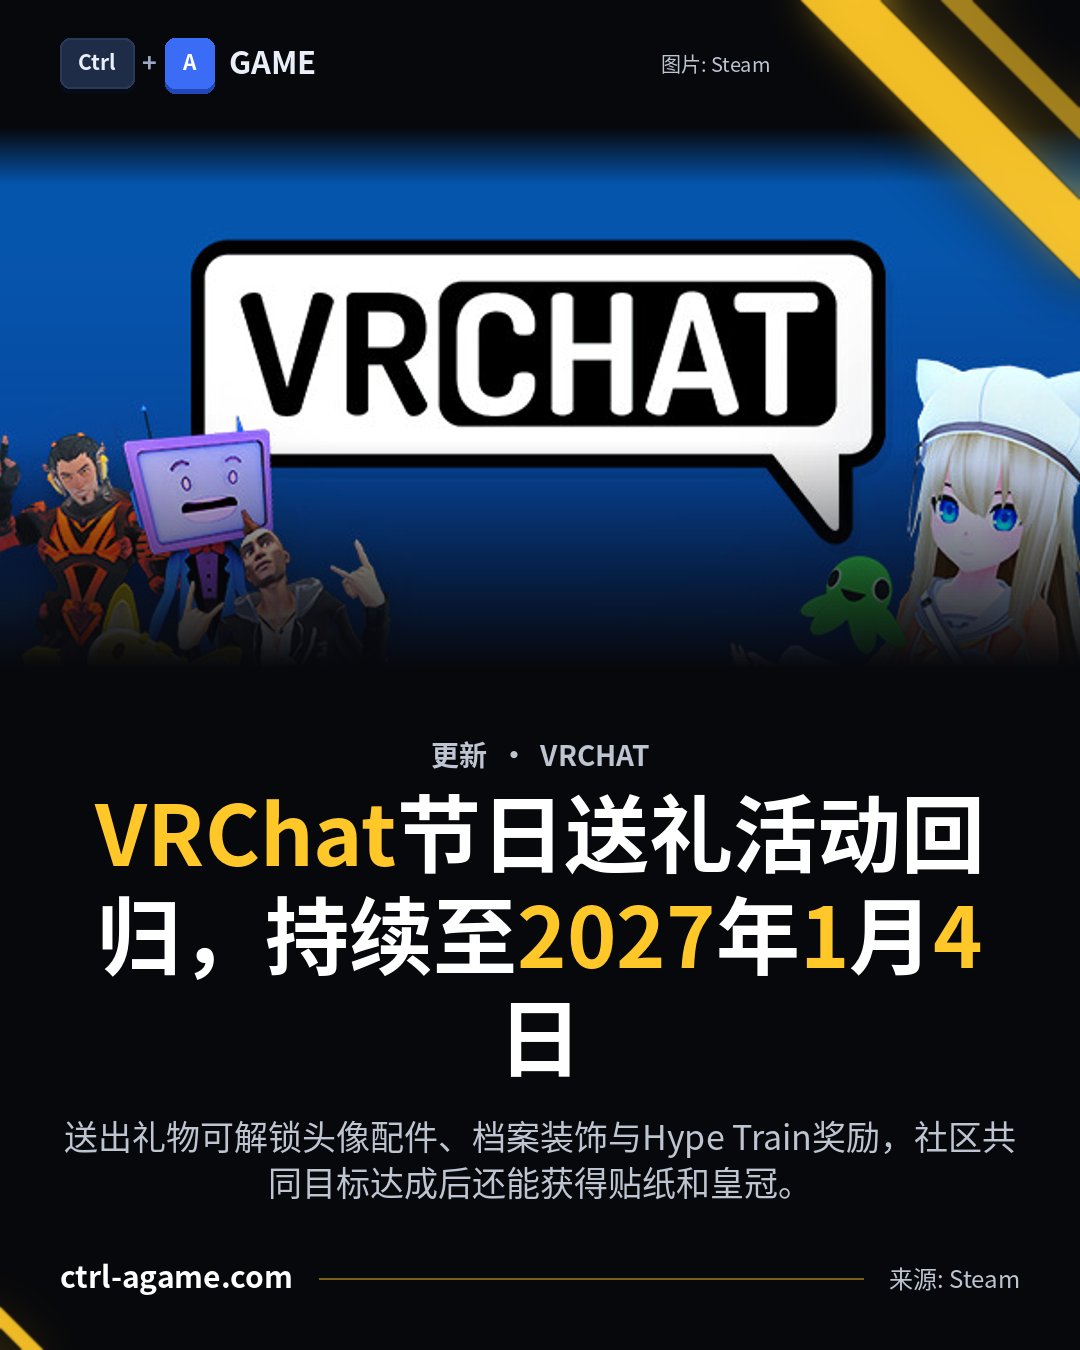 Ctrl + A GAME
图片: Steam
VRCHAT
更新 • VRCHAT
VRChat节日送礼活动回
归，持续至2027年1月4
日
送出礼物可解锁头像配件、档案装饰与Hype Train奖励，社区共
同目标达成后还能获得贴纸和皇冠。
ctrl-agame.com
来源: Steam